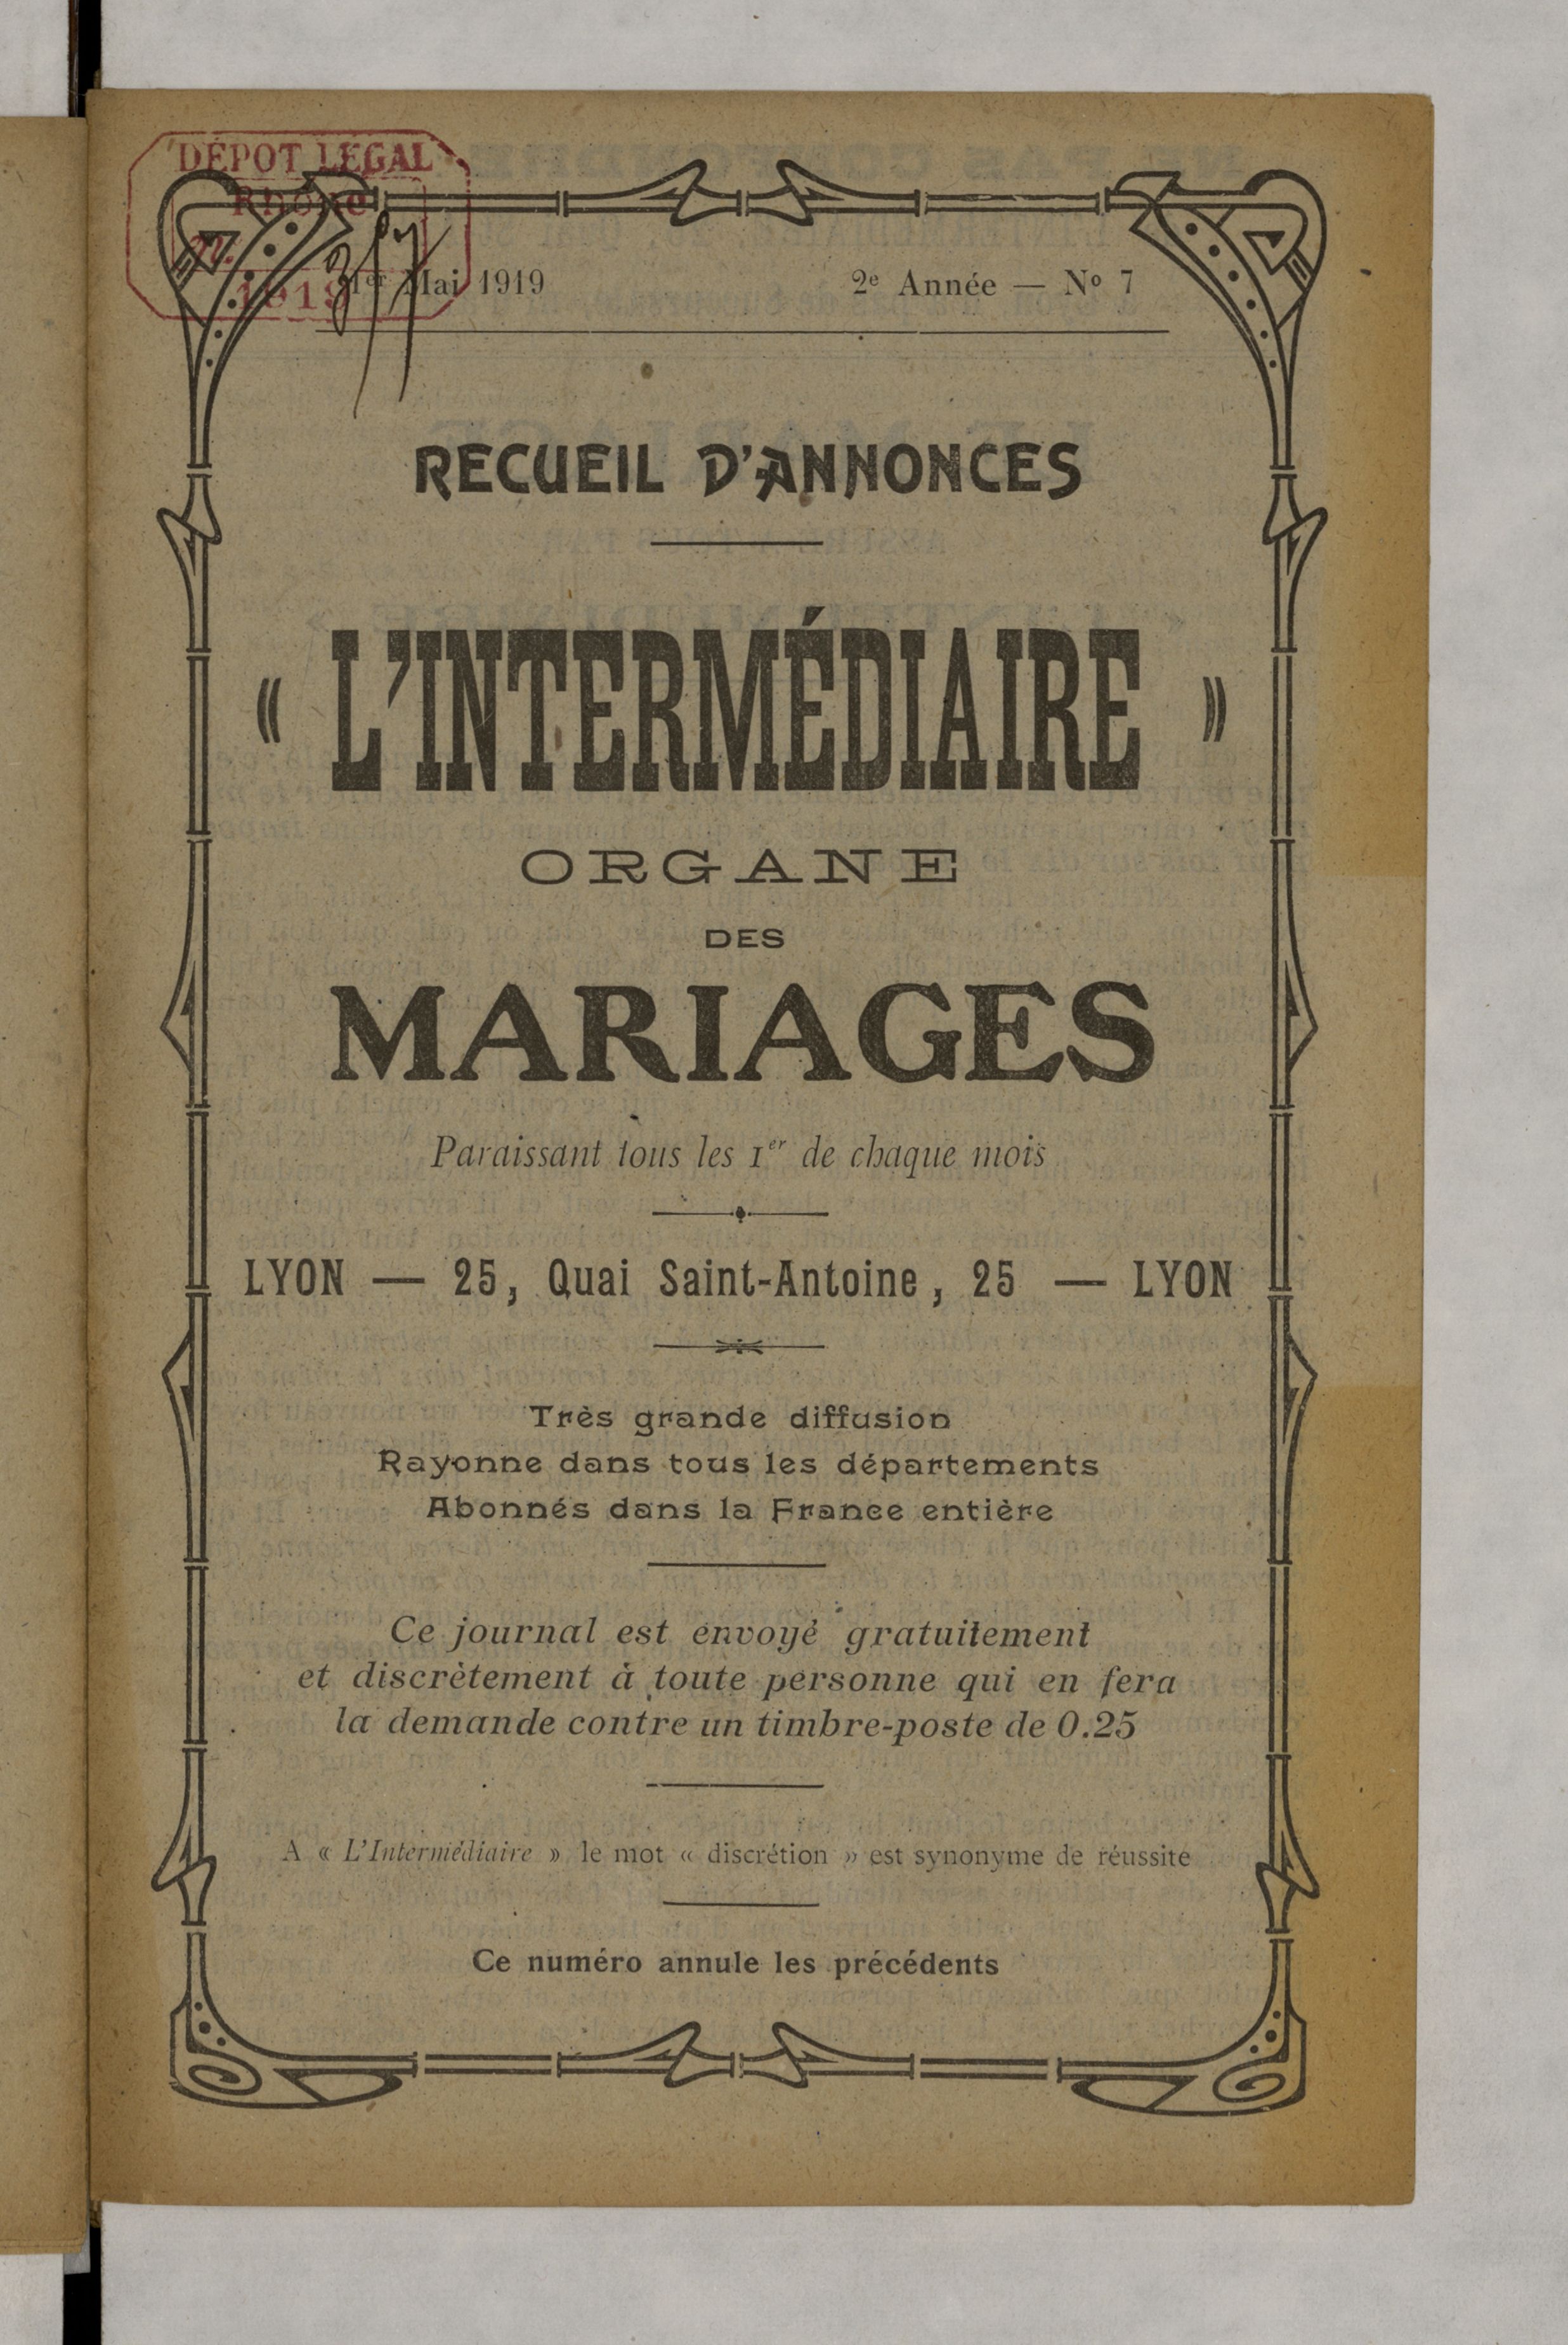 DÉPOT LEGAL
Rhône
1919
1er Mai 1919
2e Année — No 7
RECUEIL D'ANNONCES
« L'INTERMÉDIAIRE »
ORGANE
DES
MARIAGES
Paraissant tous les 1er de chaque mois
LYON — 25, Quai Saint-Antoine, 25 — LYON
Très grande diffusion
Rayonne dans tous les départements
Abonnés dans la France entière
Ce journal est envoyé gratuitement
et discrètement à toute personne qui en fera
la demande contre un timbre-poste de 0.25
A « L'Intermédiaire » le mot « discrétion » est synonyme de réussite
Ce numéro annule les précédents